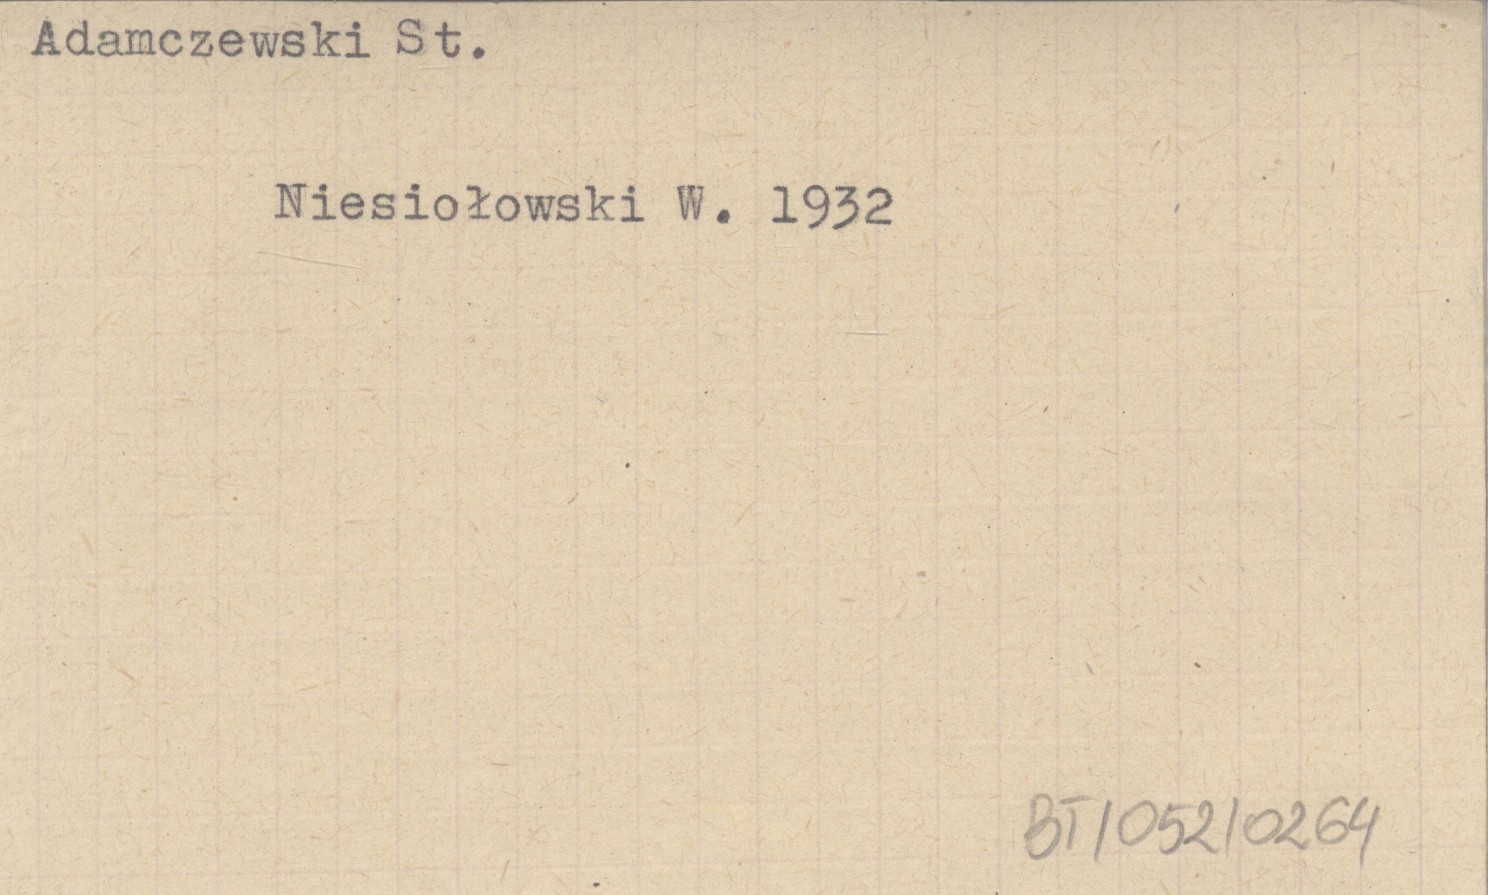 Adamczewski St.
Niesiołowski W. 1932
BT/052/0264